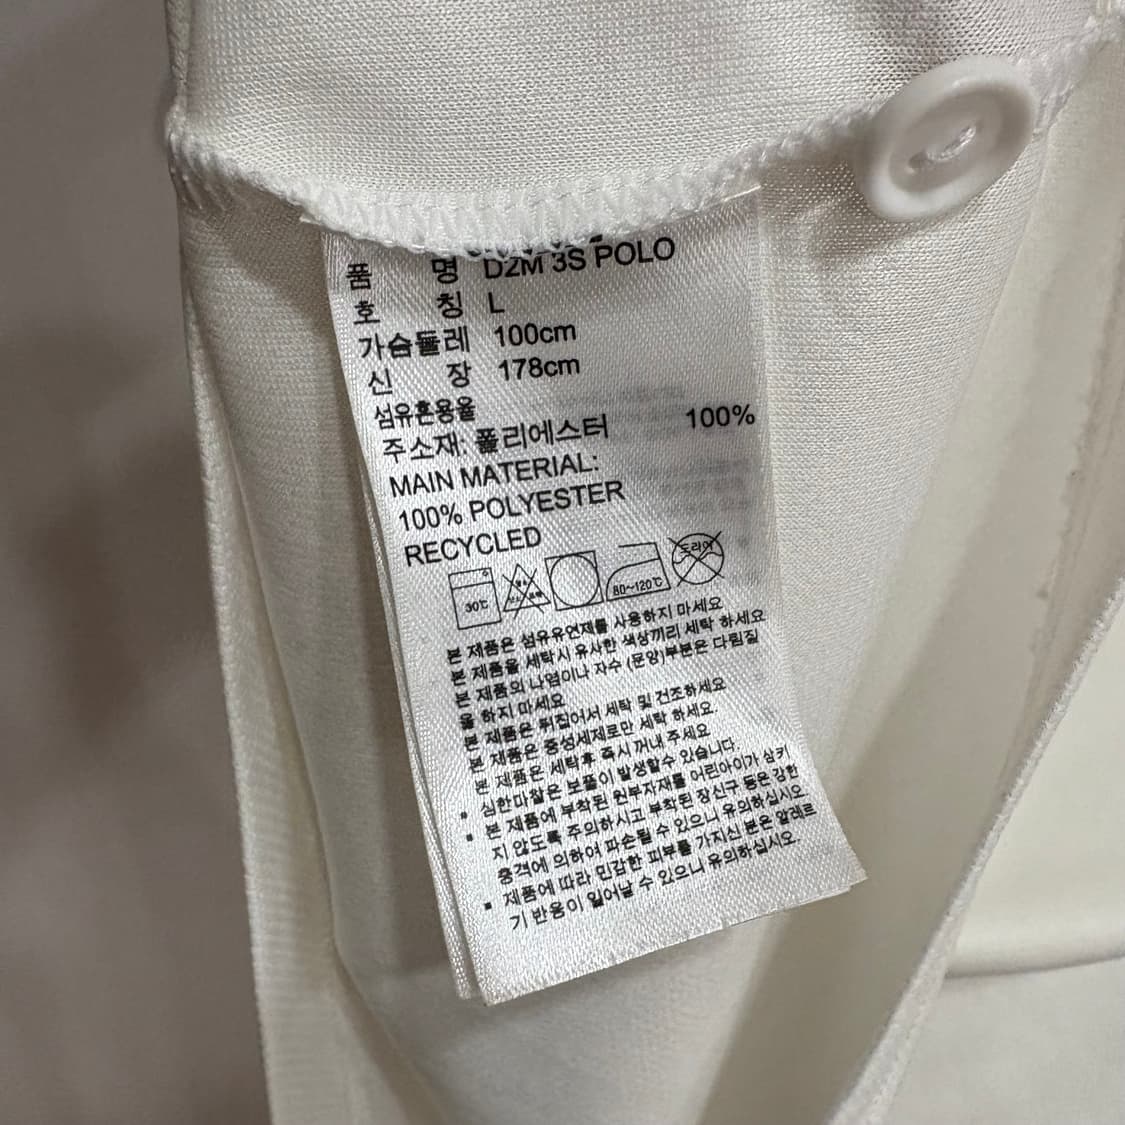 품 명 D2M 3S POLO
호 칭 L
가슴둘레 100cm
신 장 178cm
섬유혼용율
주소재: 폴리에스터 100%
MAIN MATERIAL:
100% POLYESTER
RECYCLED
30℃ 80~120℃ 드라이
본 제품은 섬유유연제를 사용하지 마세요
본 제품을 세탁시 유사한 색상끼리 세탁 하세요
본 제품의 나염이나 자수 (문양)부분은 다림질
을 하지 마세요
본 제품은 뒤집어서 세탁 및 건조하세요
본 제품은 중성세제로만 세탁 하세요
본 제품은 세탁후 즉시 꺼내 주세요
▪ 심한마찰은 보풀이 발생할수 있습니다.
▪ 본 제품에 부착된 원부자재를 어린아이가 삼키
지 않도록 주의하시고 부착된 장신구 등은 강한
충격에 의하여 파손될 수 있으니 유의하십시오
▪ 제품에 따라 민감한 피부를 가지신 분은 알레르
기 반응이 일어날 수 있으니 유의하십시오.